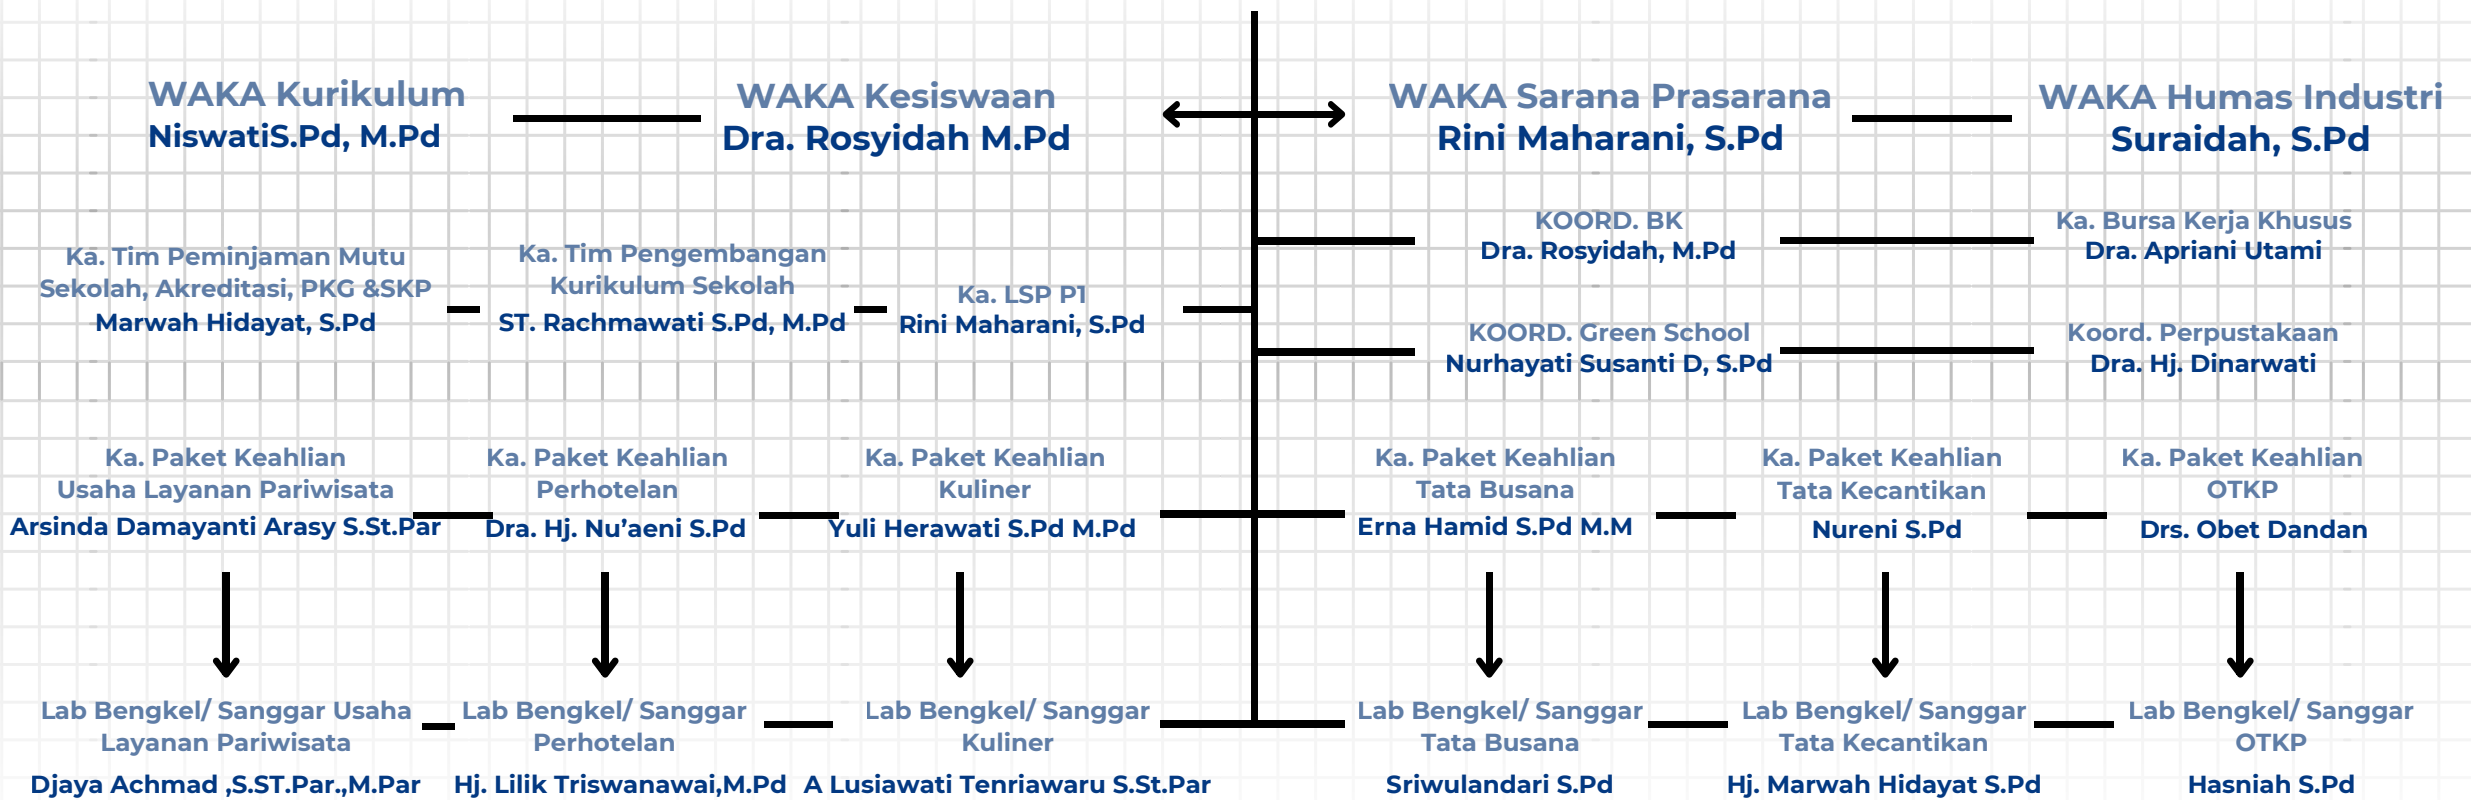 WAKA Kurikulum
NiswatiS.Pd, M.Pd
WAKA Kesiswaan
Dra. Rosyidah M.Pd
WAKA Sarana Prasarana
Rini Maharani, S.Pd
WAKA Humas Industri
Suraidah, S.Pd
Ka. Tim Peminjaman Mutu
Sekolah, Akreditasi, PKG &SKP
Marwah Hidayat, S.Pd
Ka. Tim Pengembangan
Kurikulum Sekolah
ST. Rachmawati S.Pd, M.Pd
Ka. LSP P1
Rini Maharani, S.Pd
KOORD. BK
Dra. Rosyidah, M.Pd
Ka. Bursa Kerja Khusus
Dra. Apriani Utami
KOORD. Green School
Nurhayati Susanti D, S.Pd
Koord. Perpustakaan
Dra. Hj. Dinarwati
Ka. Paket Keahlian
Usaha Layanan Pariwisata
Arsinda Damayanti Arasy S.St.Par
Ka. Paket Keahlian
Perhotelan
Dra. Hj. Nu’aeni S.Pd
Ka. Paket Keahlian
Kuliner
Yuli Herawati S.Pd M.Pd
Ka. Paket Keahlian
Tata Busana
Erna Hamid S.Pd M.M
Ka. Paket Keahlian
Tata Kecantikan
Nureni S.Pd
Ka. Paket Keahlian
OTKP
Drs. Obet Dandan
Lab Bengkel/ Sanggar Usaha
Layanan Pariwisata
Djaya Achmad ,S.ST.Par.,M.Par
Lab Bengkel/ Sanggar
Perhotelan
Hj. Lilik Triswanawai,M.Pd
Lab Bengkel/ Sanggar
Kuliner
A Lusiawati Tenriawaru S.St.Par
Lab Bengkel/ Sanggar
Tata Busana
Sriwulandari S.Pd
Lab Bengkel/ Sanggar
Tata Kecantikan
Hj. Marwah Hidayat S.Pd
Lab Bengkel/ Sanggar
OTKP
Hasniah S.Pd